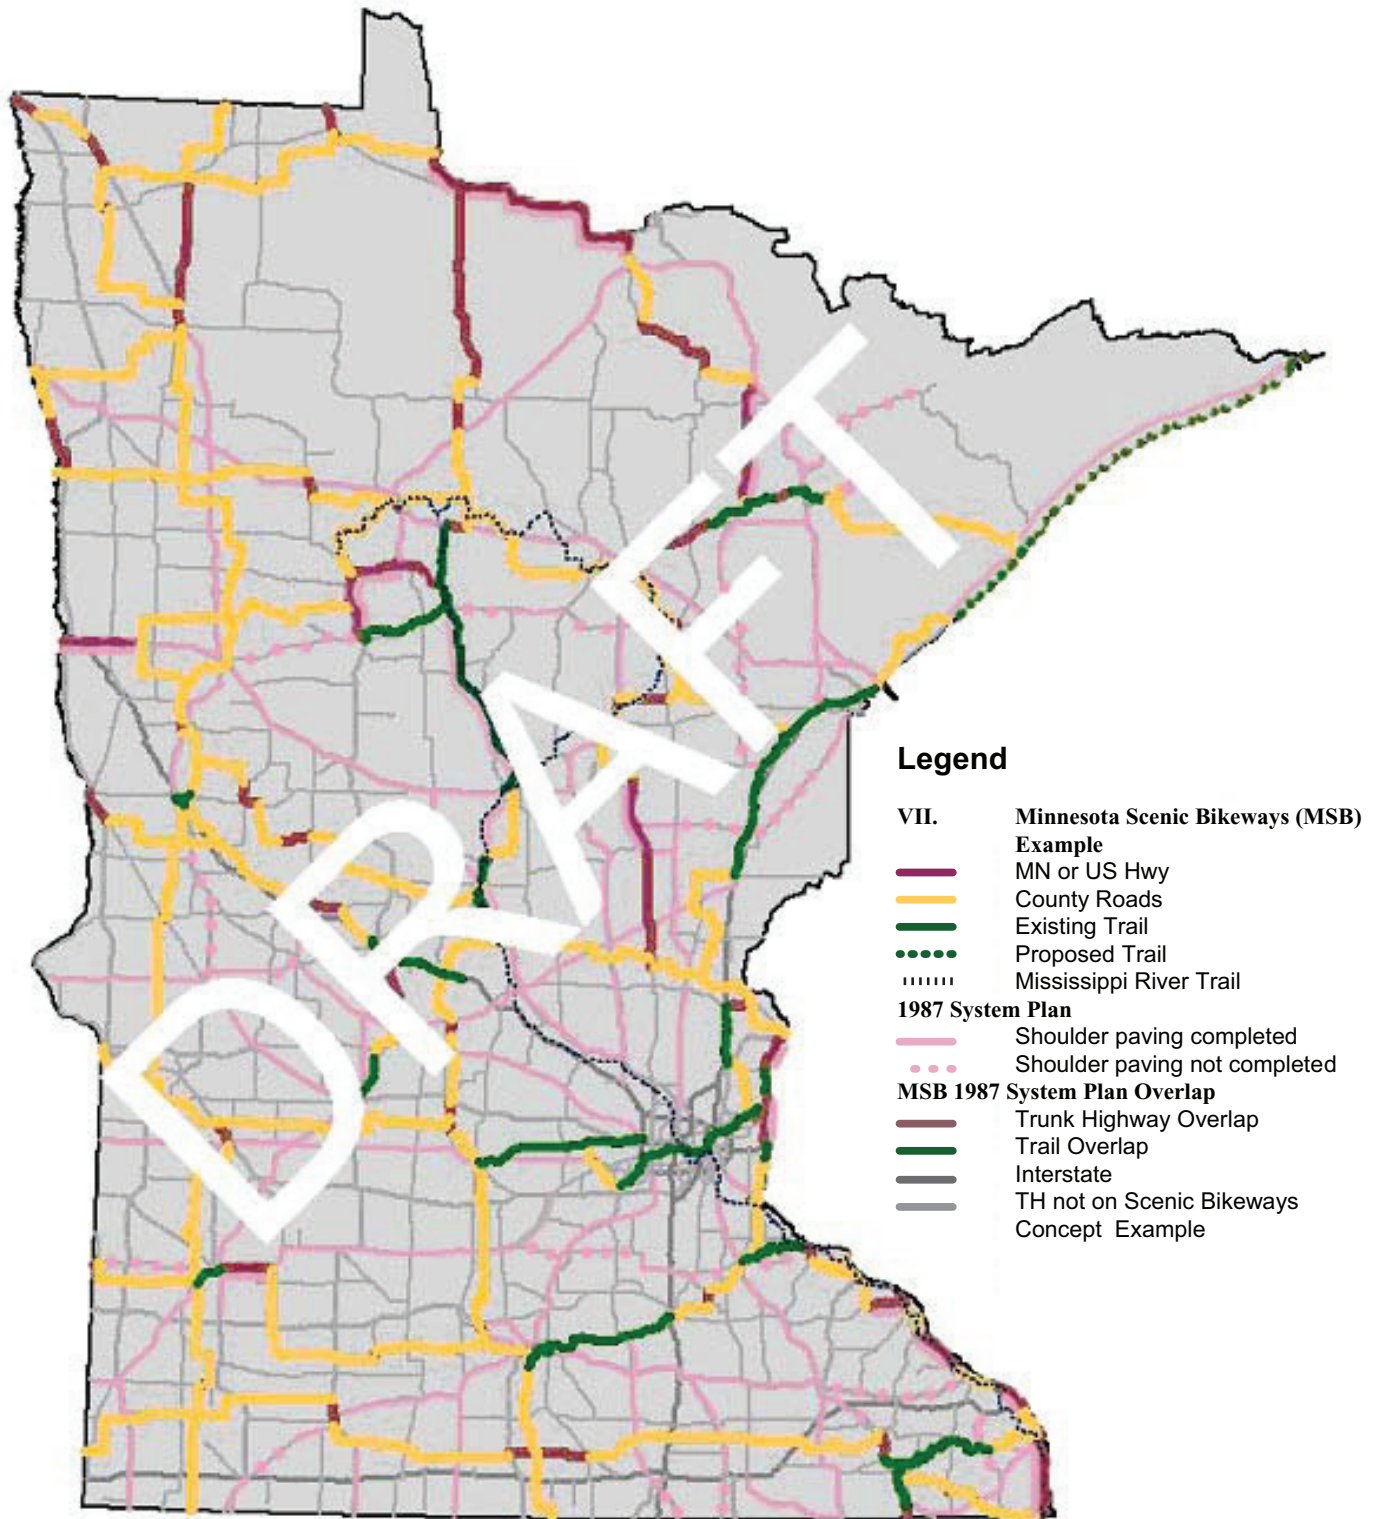 DRAFT
Legend
VII. Minnesota Scenic Bikeways (MSB)
Example
MN or US Hwy
County Roads
Existing Trail
Proposed Trail
Mississippi River Trail
1987 System Plan
Shoulder paving completed
Shoulder paving not completed
MSB 1987 System Plan Overlap
Trunk Highway Overlap
Trail Overlap
Interstate
TH not on Scenic Bikeways
Concept Example